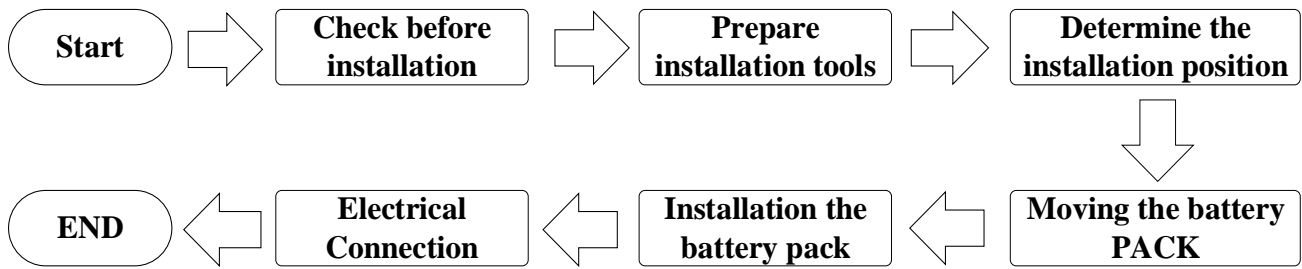 Start
Check before
installation
Prepare
installation tools
Determine the
installation position
Moving the battery
PACK
Installation the
battery pack
Electrical
Connection
END